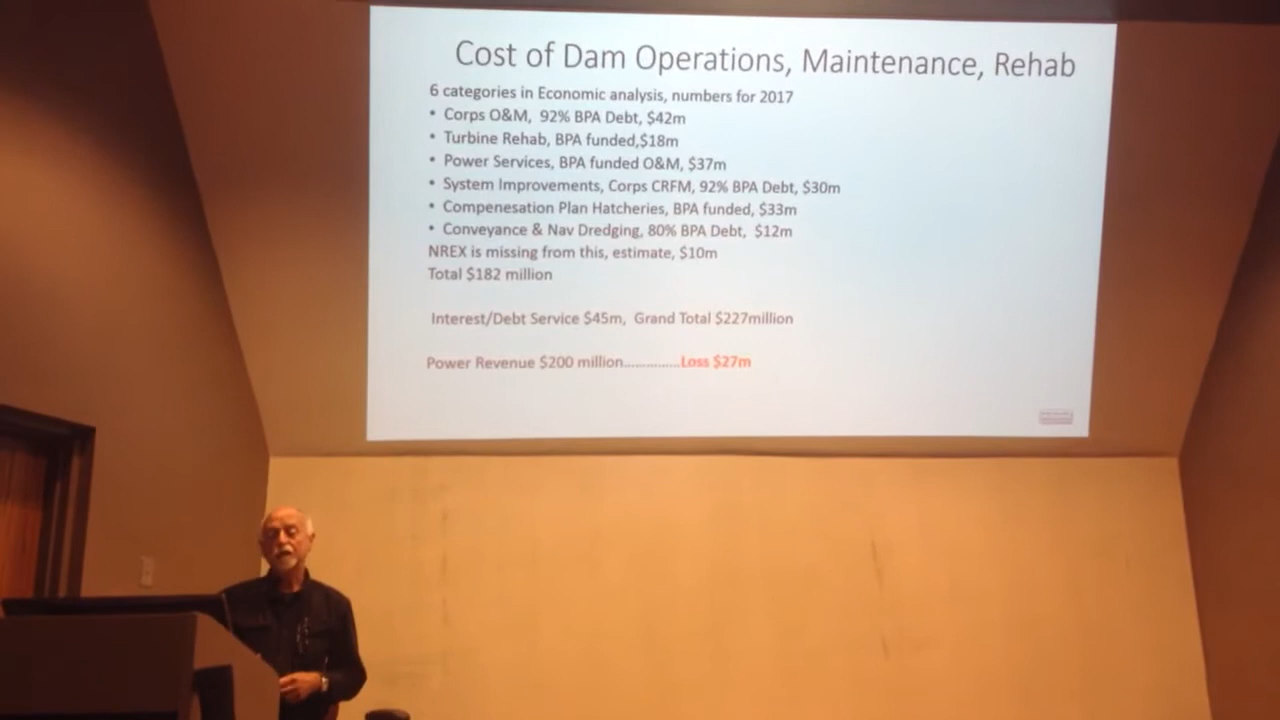 Cost of Dam Operations, Maintenance, Rehab
6 categories in Economic analysis, numbers for 2017
• Corps O&M, 92% BPA Debt, $42m
• Turbine Rehab, BPA funded,$18m
• Power Services, BPA funded O&M, $37m
• System Improvements, Corps CRFM, 92% BPA Debt, $30m
• Compenesation Plan Hatcheries, BPA funded, $33m
• Conveyance & Nav Dredging, 80% BPA Debt, $12m
NREX is missing from this, estimate, $10m
Total $182 million
Interest/Debt Service $45m, Grand Total $227million
Power Revenue $200 million...............Loss $27m